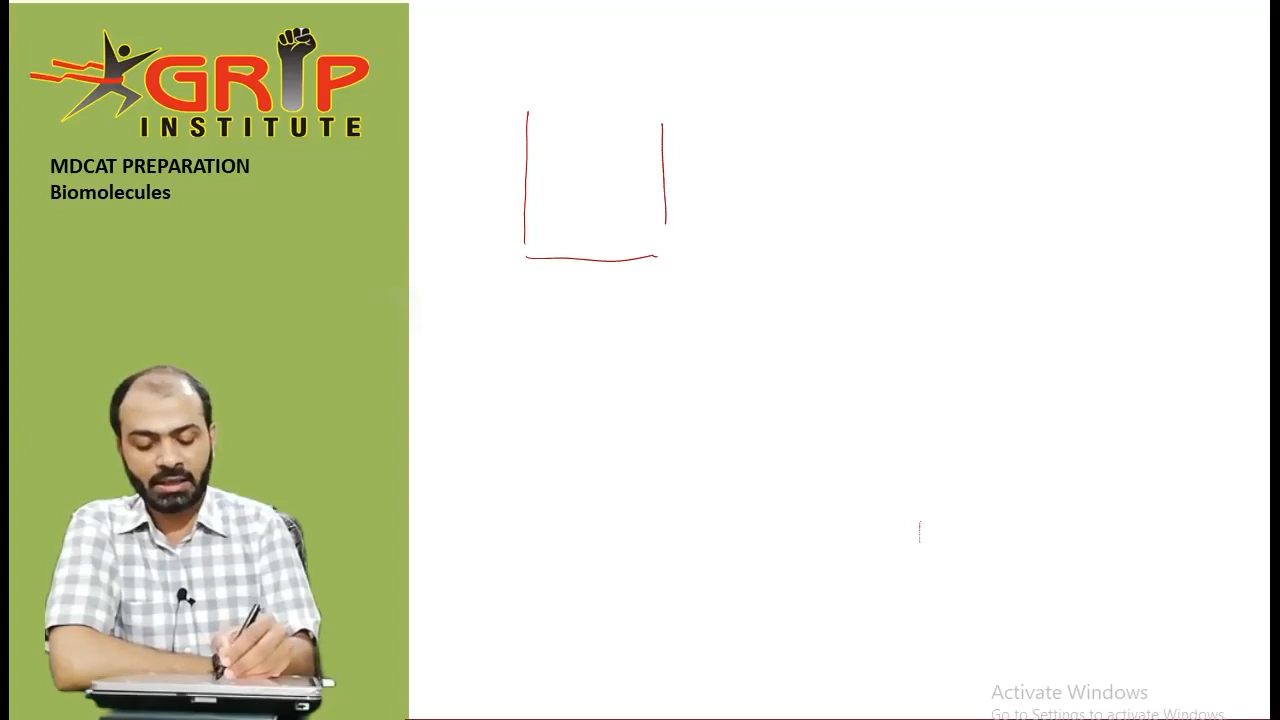 GRIP
INSTITUTE
MDCAT PREPARATION
Biomolecules
Activate Windows
Go to Settings to activate Windows.